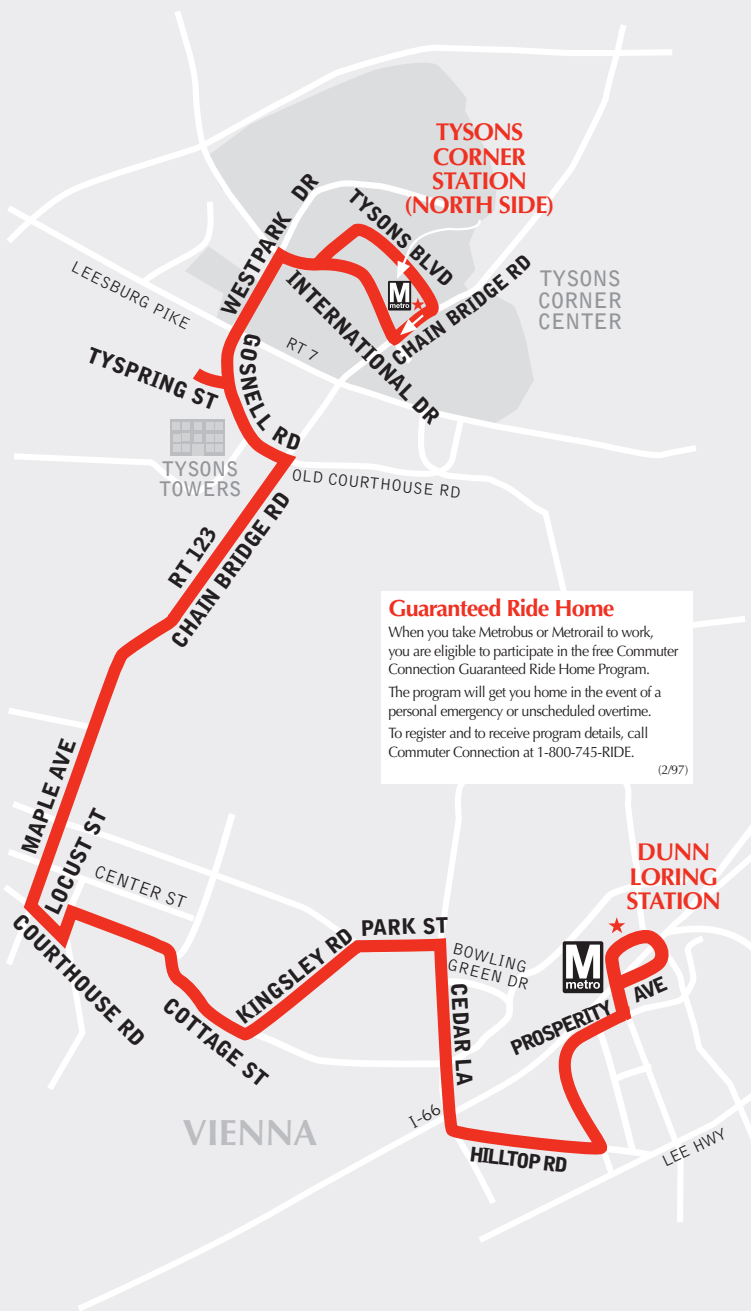 TYSONS
CORNER
STATION
(NORTH SIDE)
WESTPARK DR
TYSONS BLVD
LEESBURG PIKE
M
metro
CHAIN BRIDGE RD
TYSONS
CORNER
CENTER
INTERNATIONAL DR
RT 7
GOSNELL RD
TYSPRING ST
TYSONS
TOWERS
OLD COURTHOUSE RD
RT 123
CHAIN BRIDGE RD
Guaranteed Ride Home
When you take Metrobus or Metrorail to work,
you are eligible to participate in the free Commuter
Connection Guaranteed Ride Home Program.
The program will get you home in the event of a
personal emergency or unscheduled overtime.
To register and to receive program details, call
Commuter Connection at 1-800-745-RIDE.
(2/97)
MAPLE AVE
LOCUST ST
CENTER ST
COURTHOUSE RD
COTTAGE ST
KINGSLEY RD
PARK ST
BOWLING
GREEN DR
CEDAR LA
DUNN
LORING
STATION
M
metro
PROSPERITY AVE
VIENNA
I-66
HILLTOP RD
LEE HWY